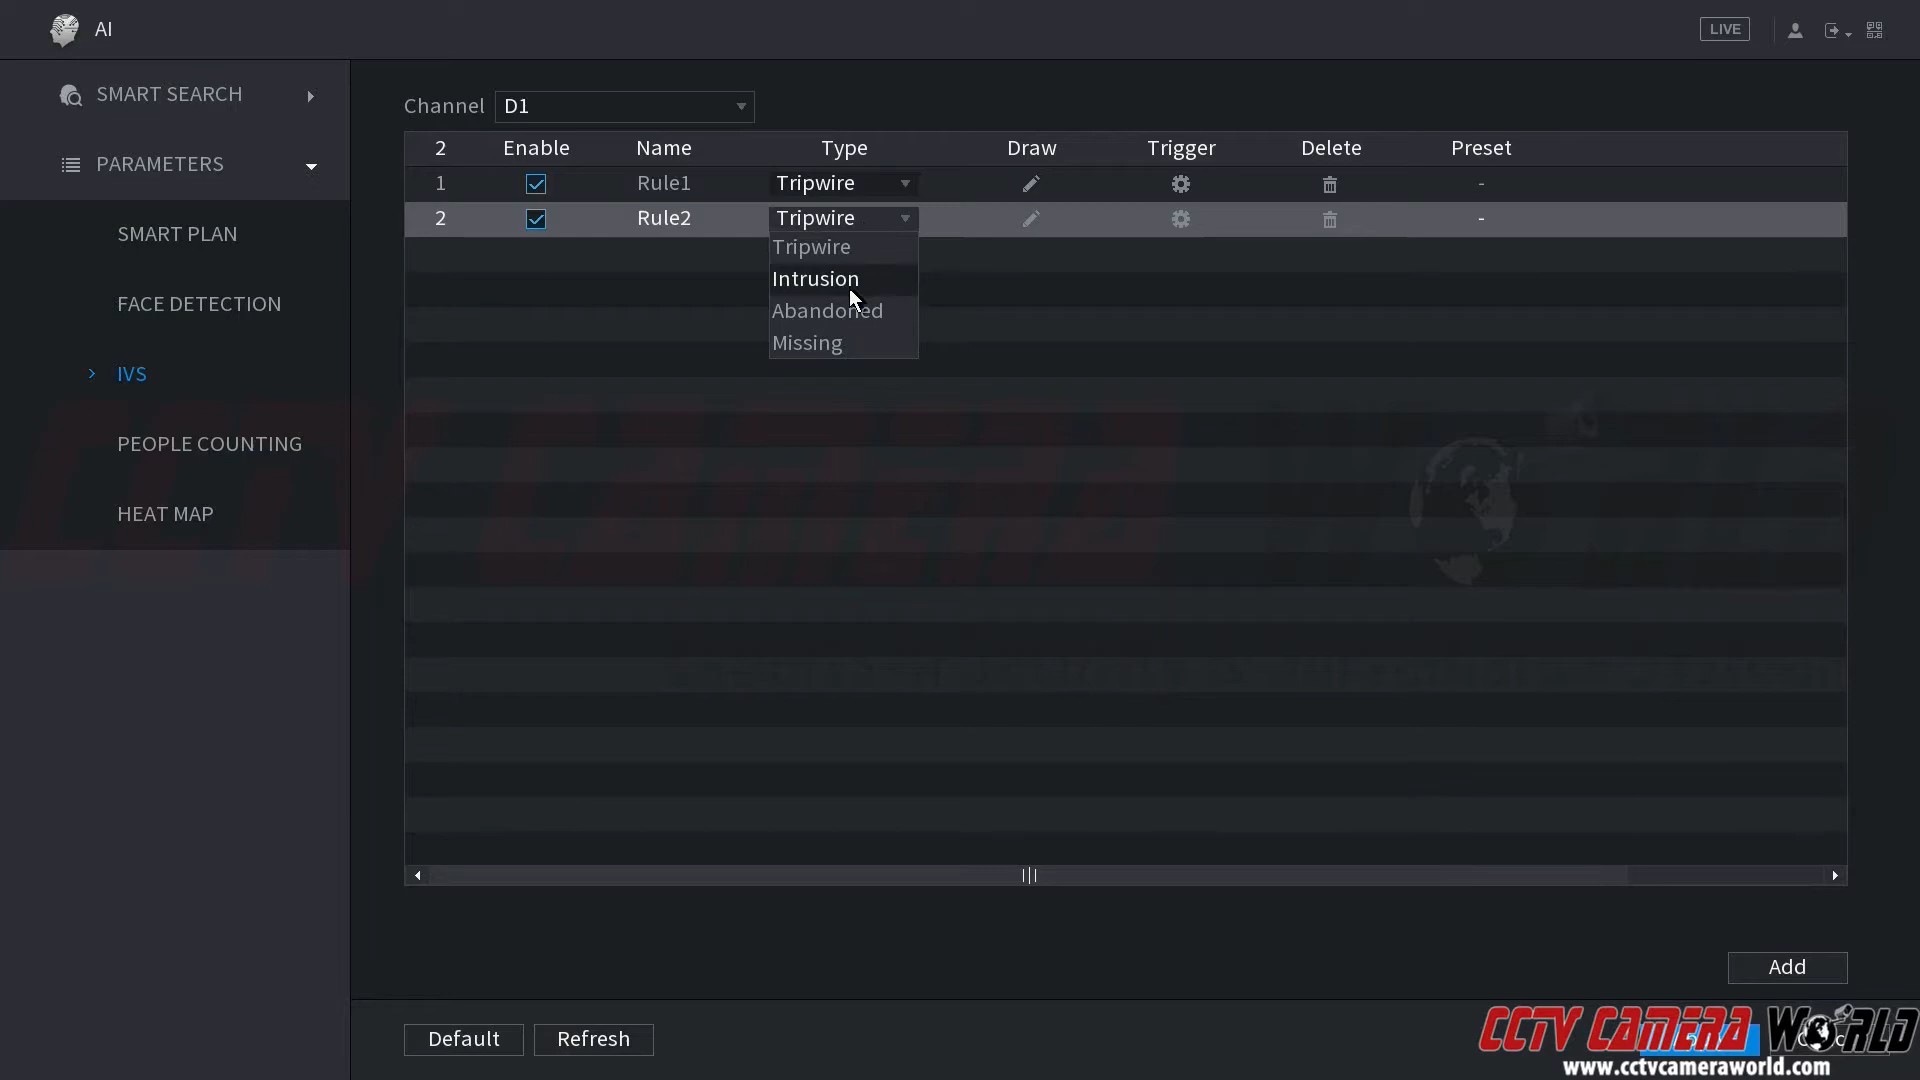 AI
LIVE
SMART SEARCH
PARAMETERS
SMART PLAN
FACE DETECTION
IVS
PEOPLE COUNTING
HEAT MAP
Channel D1
2 Enable Name Type Draw Trigger Delete Preset
1 Rule1 Tripwire -
2 Rule2 Tripwire -
Tripwire
Intrusion
Abandoned
Missing
Add
Default Refresh
CCTV CAMERA WORLD
www.cctvcameraworld.com